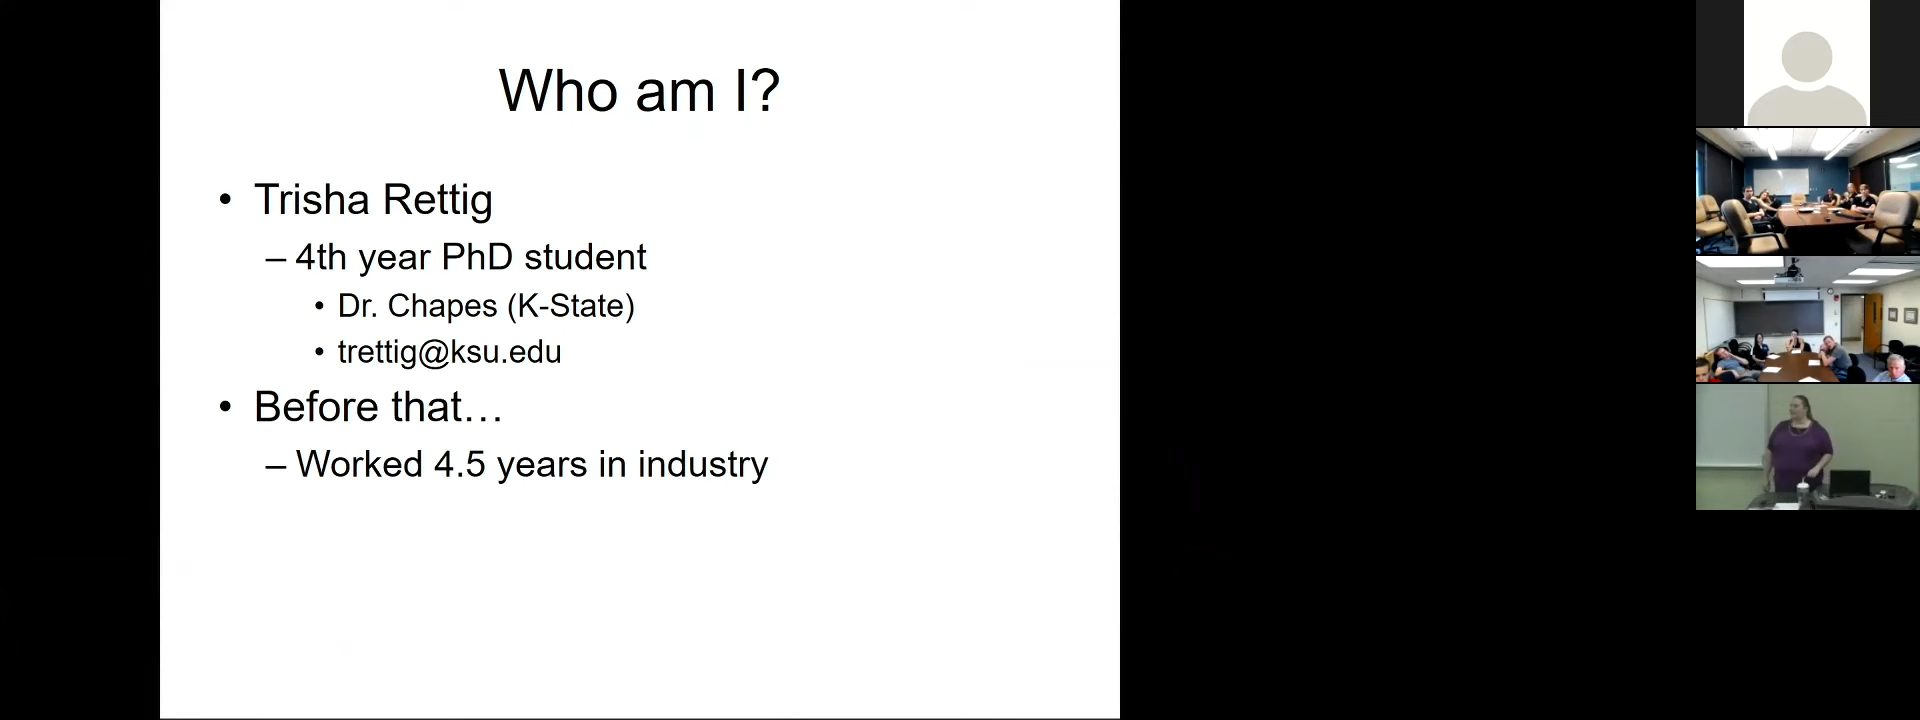 Who am I?
• Trisha Rettig
– 4th year PhD student
• Dr. Chapes (K-State)
• trettig@ksu.edu
• Before that…
– Worked 4.5 years in industry